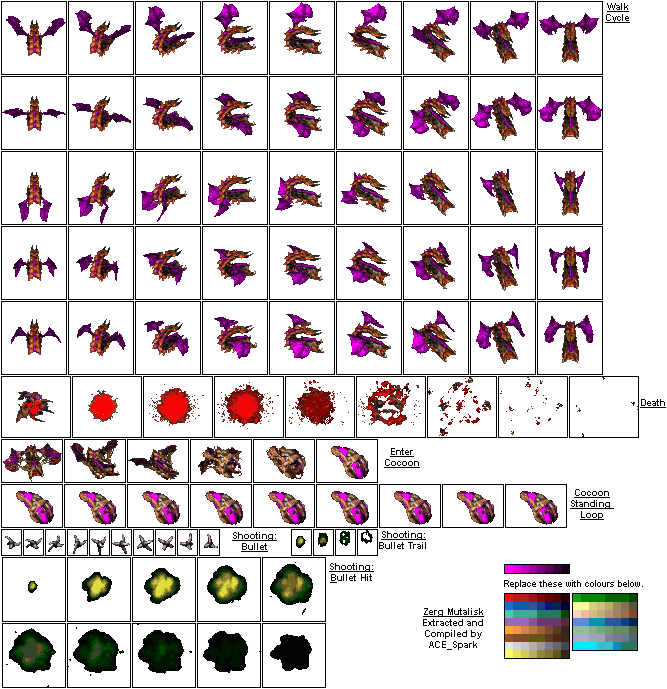 Walk
Cycle
Death
Enter
Cocoon
Cocoon
Standing
Loop
Shooting:
Bullet
Shooting:
Bullet Trail
Shooting:
Bullet Hit
Replace these with colours below.
Zerg Mutalisk
Extracted and
Compiled by
ACE_Spark